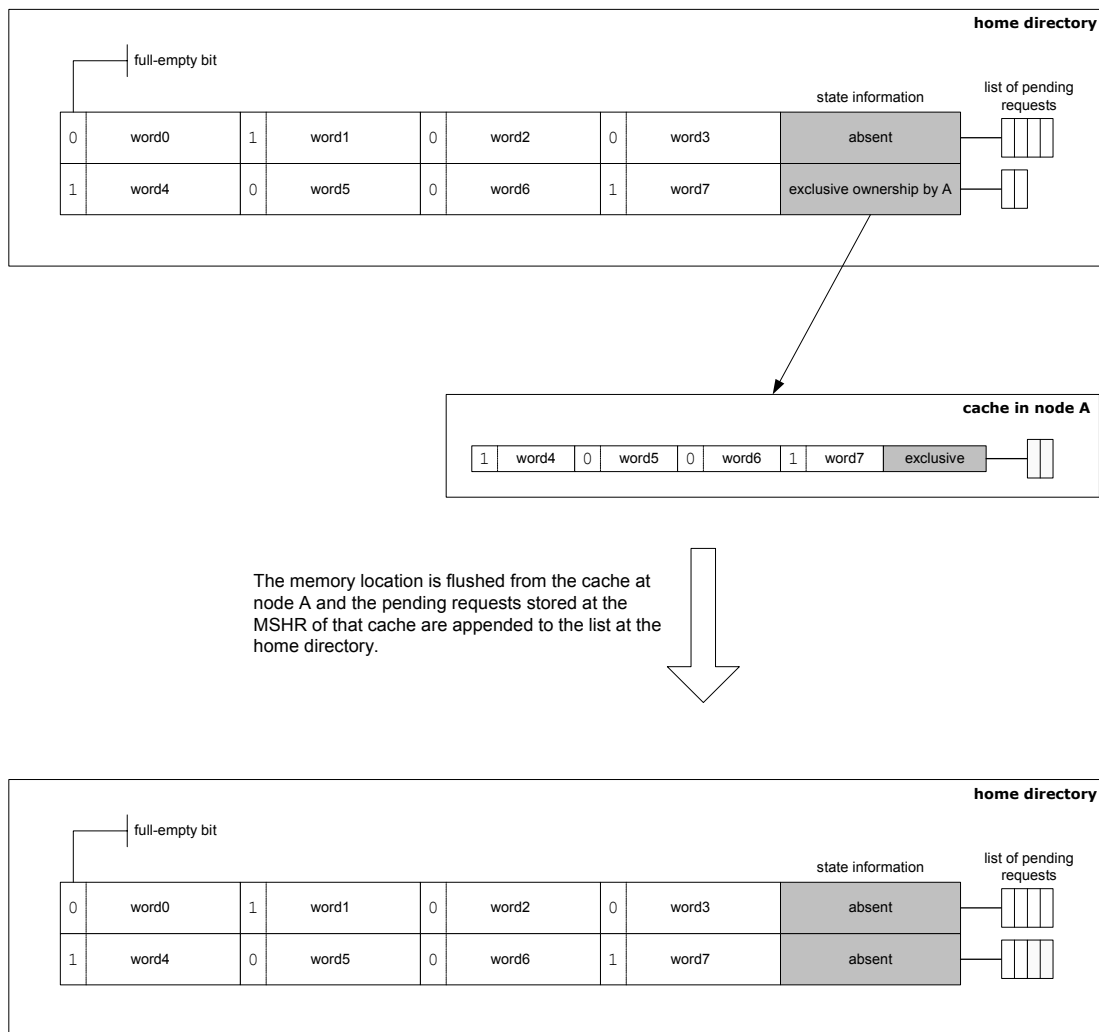 home directory
full-empty bit
state information
list of pending
requests
0 word0 1 word1 0 word2 0 word3 absent
1 word4 0 word5 0 word6 1 word7 exclusive ownership by A
cache in node A
1 word4 0 word5 0 word6 1 word7 exclusive
The memory location is flushed from the cache at
node A and the pending requests stored at the
MSHR of that cache are appended to the list at the
home directory.
home directory
full-empty bit
state information
list of pending
requests
0 word0 1 word1 0 word2 0 word3 absent
1 word4 0 word5 0 word6 1 word7 absent